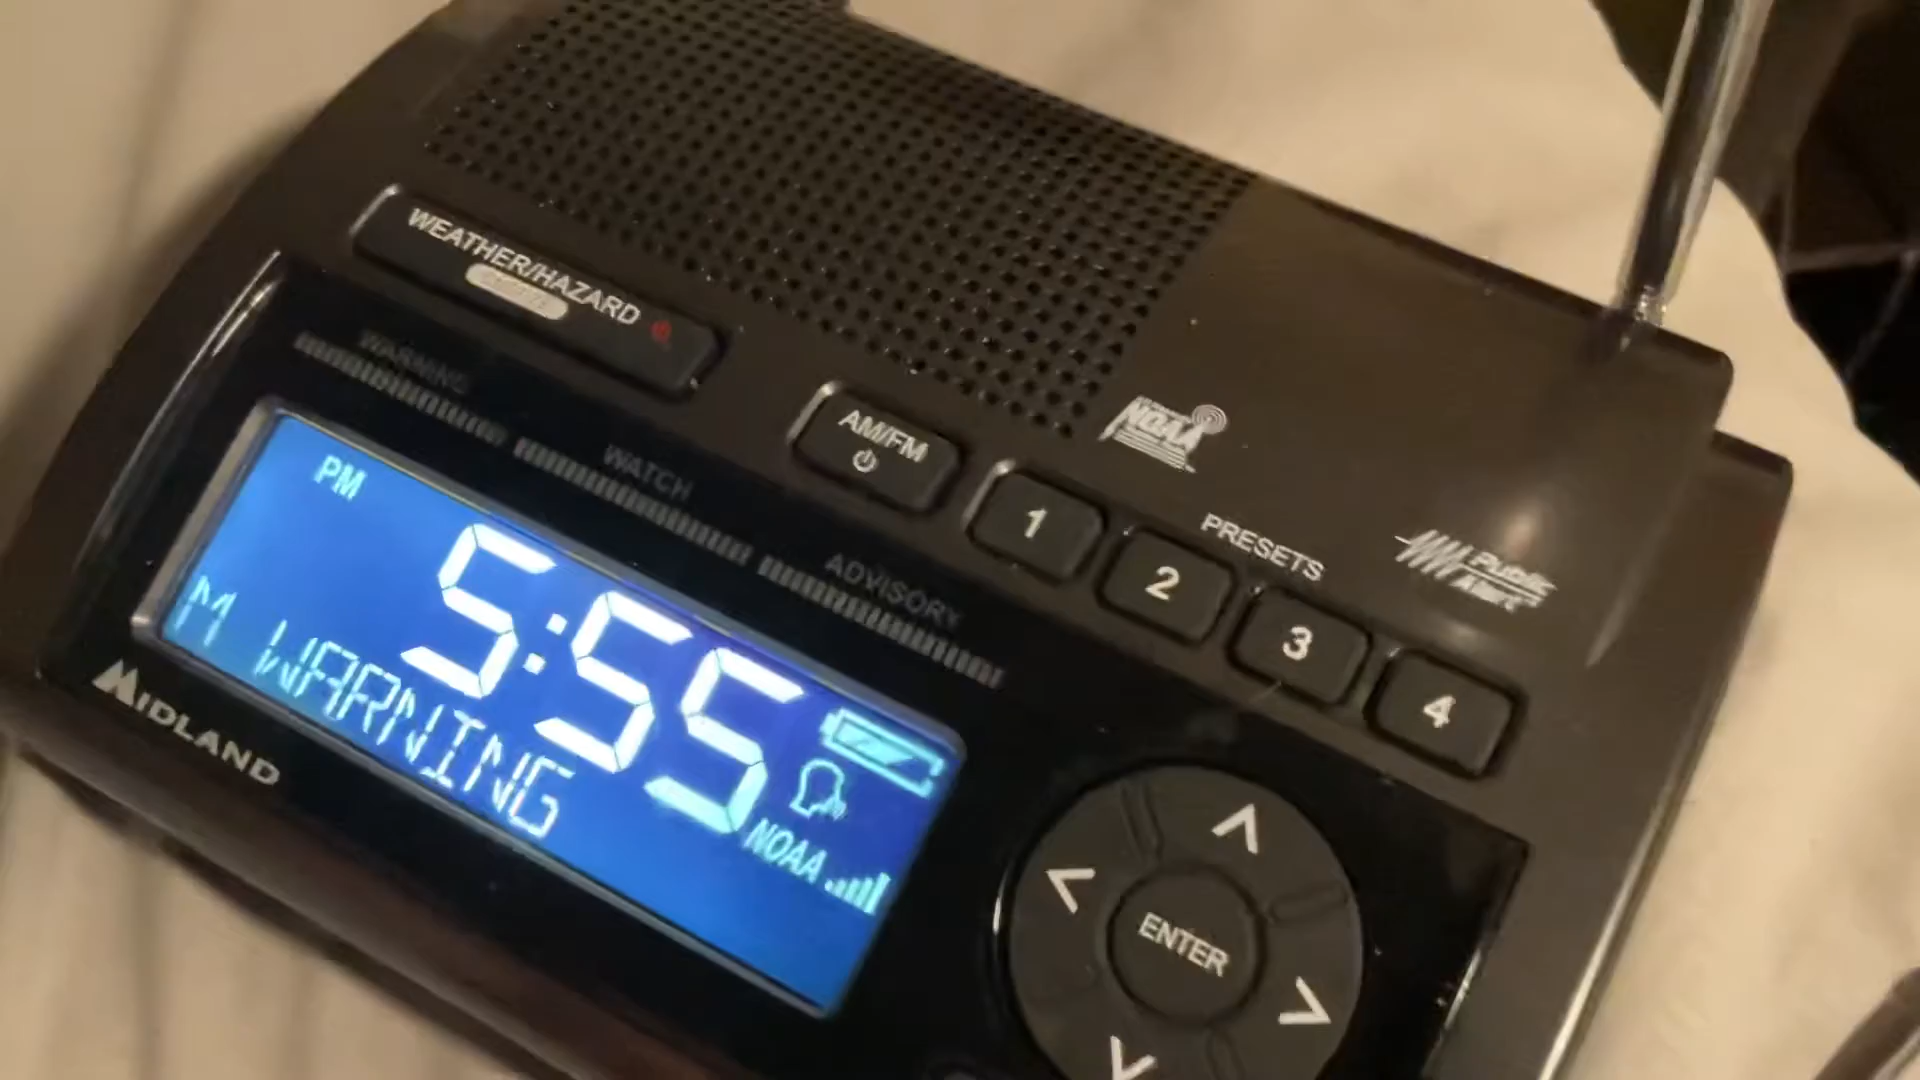 WEATHER/HAZARD
WARNING
WATCH
ADVISORY
AM/FM
NOAA
PRESETS
Public
Alert
1
2
3
4
PM
5:55
M WARNING
NOAA
MIDLAND
ENTER